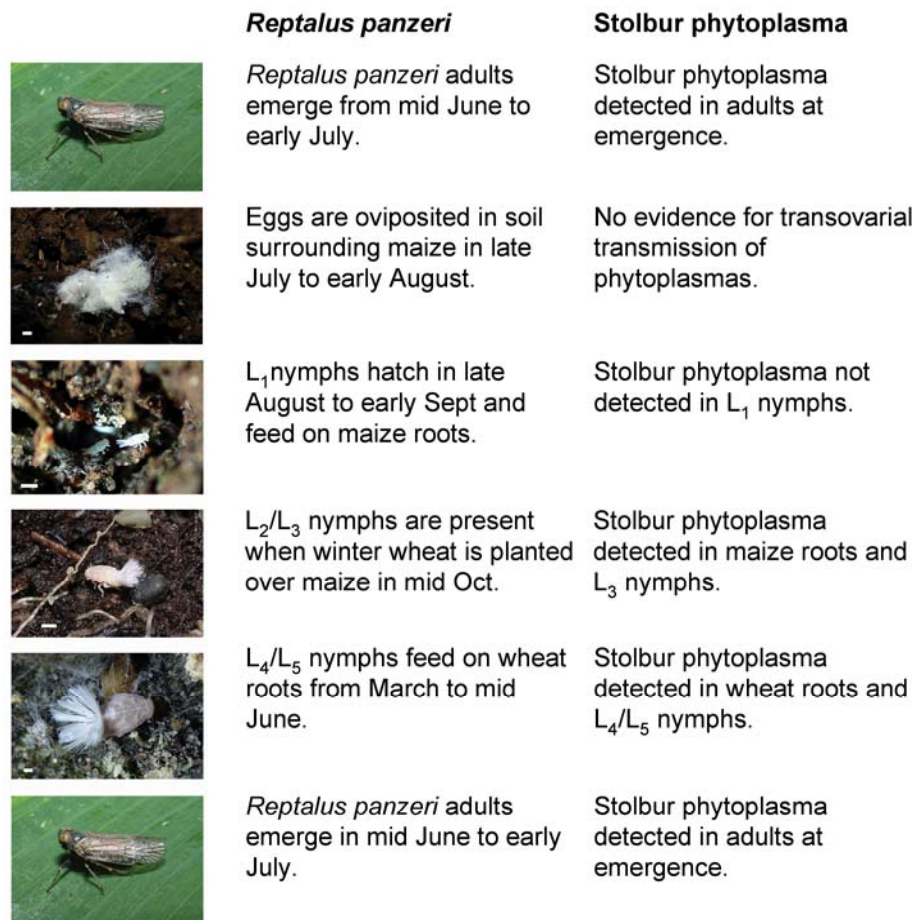 Reptalus panzeri Stolbur phytoplasma
Reptalus panzeri adults
emerge from mid June to
early July.
Stolbur phytoplasma
detected in adults at
emergence.
Eggs are oviposited in soil
surrounding maize in late
July to early August.
No evidence for transovarial
transmission of
phytoplasmas.
L₁nymphs hatch in late
August to early Sept and
feed on maize roots.
Stolbur phytoplasma not
detected in L₁ nymphs.
L₂/L₃ nymphs are present
when winter wheat is planted
over maize in mid Oct.
Stolbur phytoplasma
detected in maize roots and
L₃ nymphs.
L₄/L₅ nymphs feed on wheat
roots from March to mid
June.
Stolbur phytoplasma
detected in wheat roots and
L₄/L₅ nymphs.
Reptalus panzeri adults
emerge in mid June to early
July.
Stolbur phytoplasma
detected in adults at
emergence.